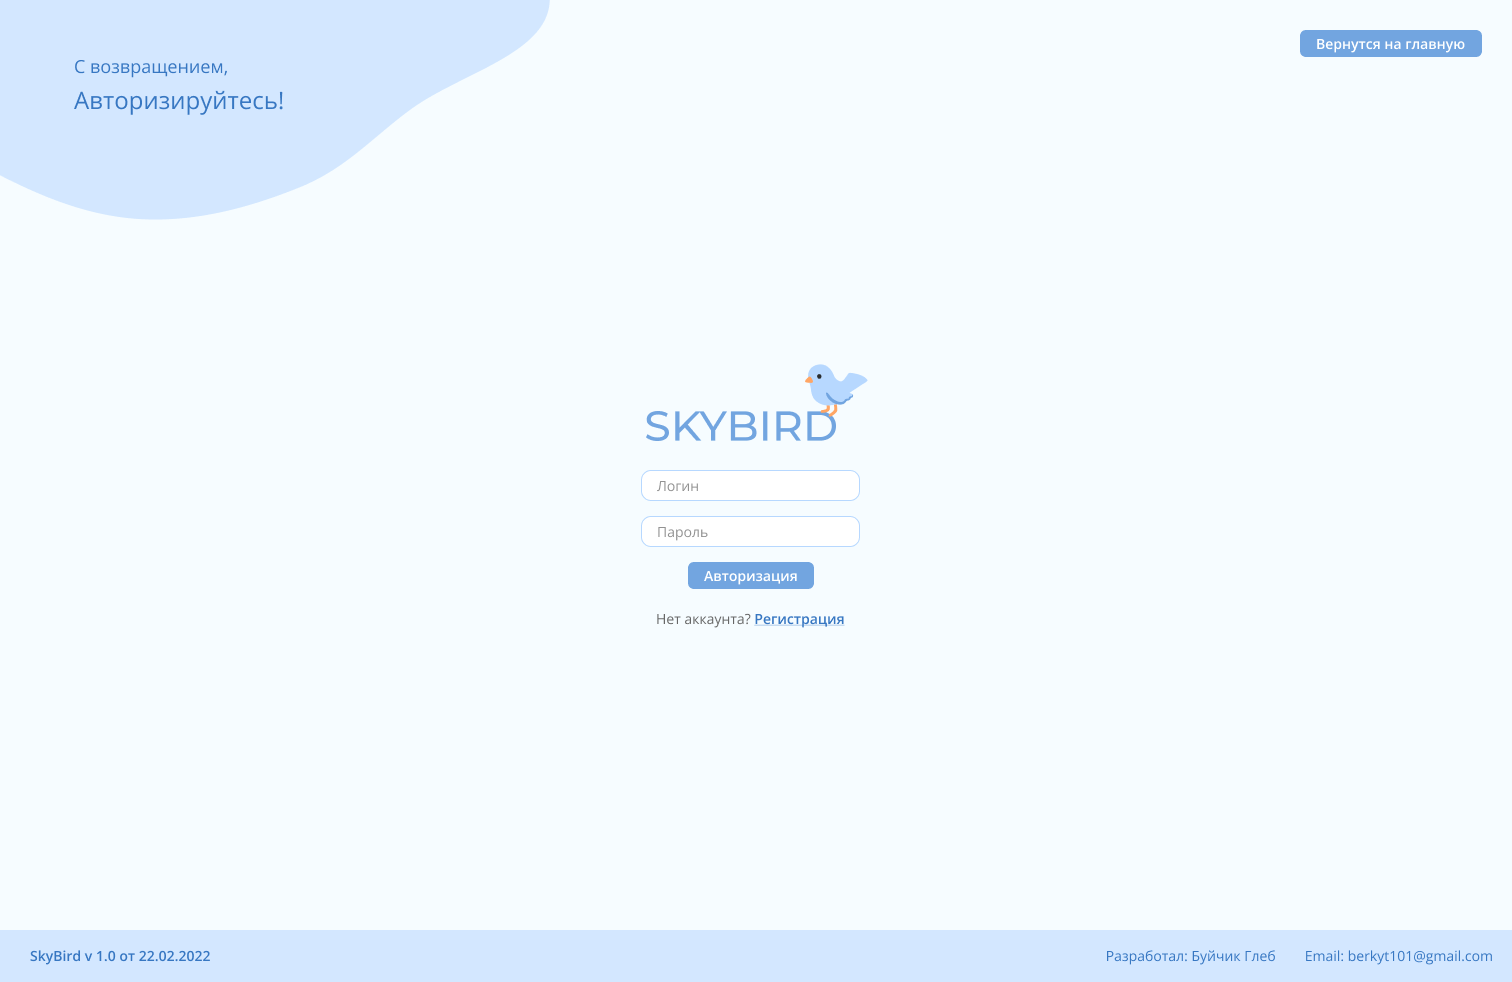 С возвращением,
Авторизируйтесь!
Вернутся на главную
SKYBIRD
Логин
Пароль
Авторизация
Нет аккаунта? Регистрация
SkyBird v 1.0 от 22.02.2022
Разработал: Буйчик Глеб
Email: berkyt101@gmail.com